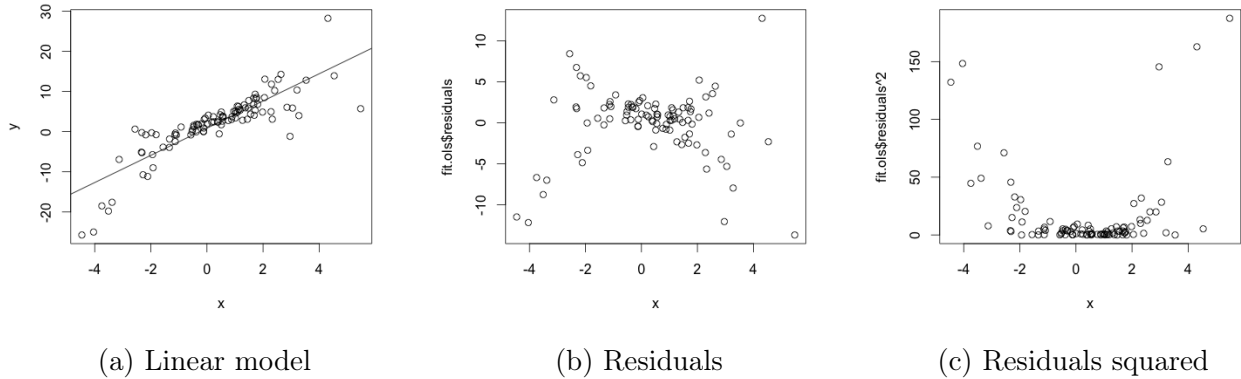 30
20
10
0
-10
-20
y
-4 -2 0 2 4
x
10
5
0
-5
-10
fit.ols$residuals
-4 -2 0 2 4
x
150
100
50
0
fit.ols$residuals^2
-4 -2 0 2 4
x
(a) Linear model
(b) Residuals
(c) Residuals squared